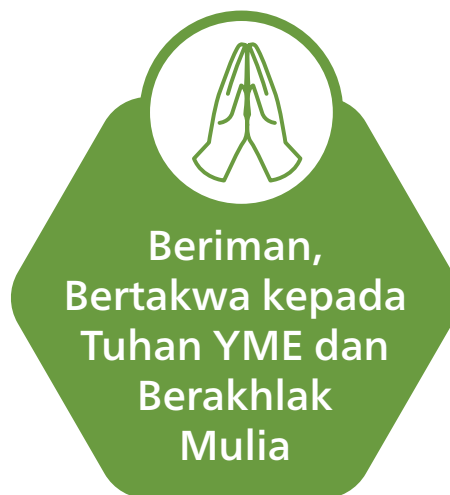 Beriman,
Bertakwa kepada
Tuhan YME dan
Berakhlak
Mulia